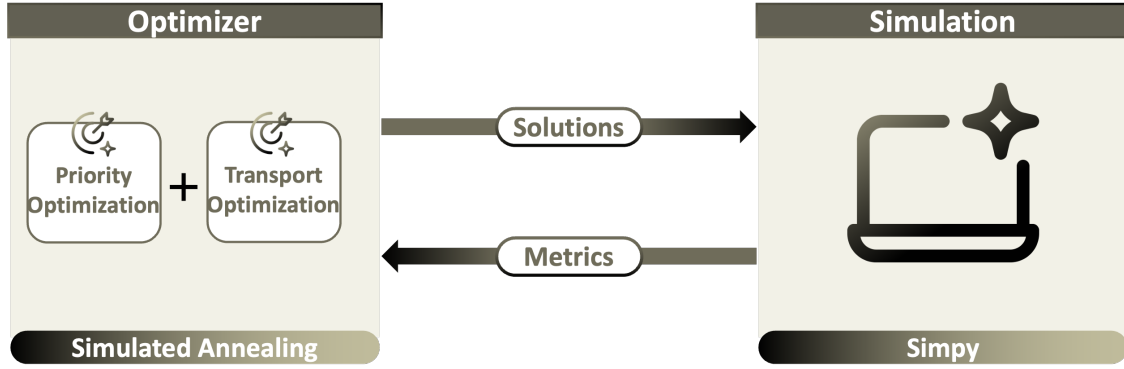 Optimizer
Simulation
Priority
Optimization
+
Transport
Optimization
Solutions
Metrics
Simulated Annealing
Simpy